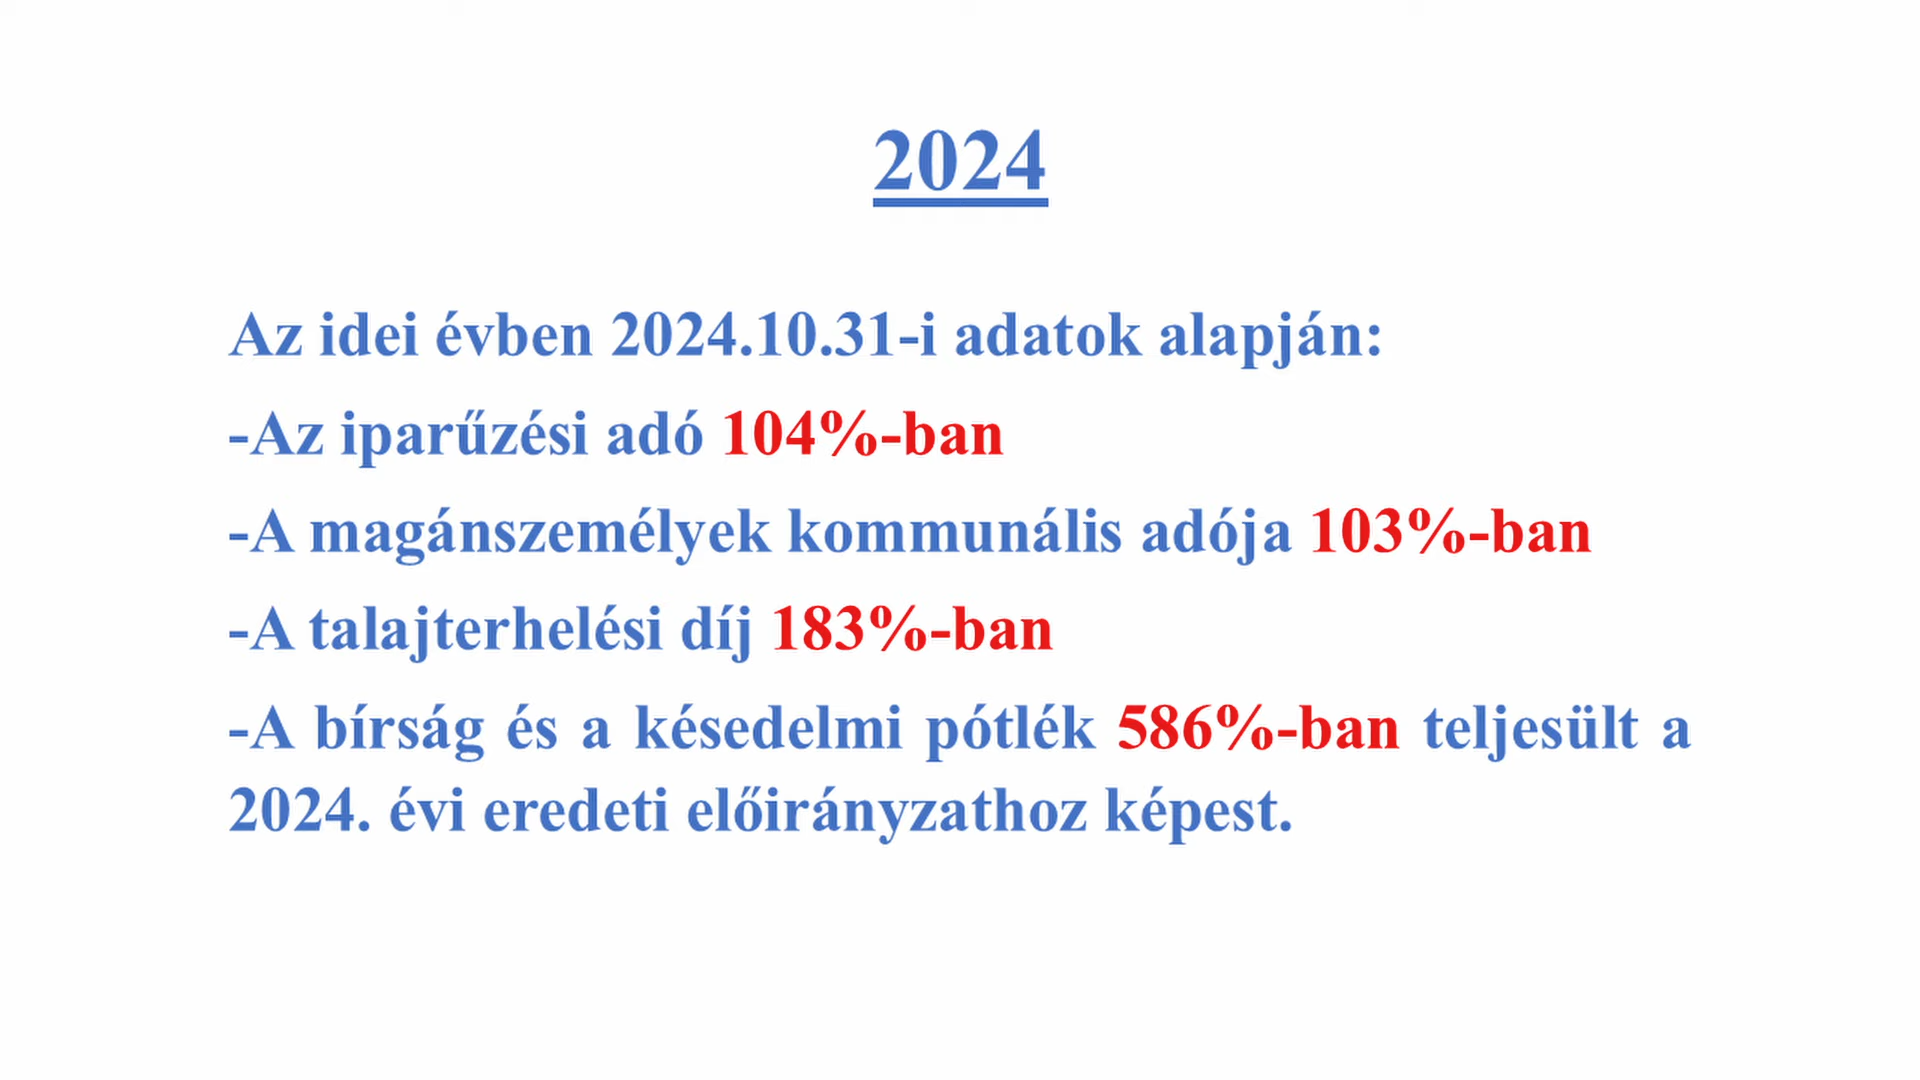 2024
Az idei évben 2024.10.31-i adatok alapján:
-Az iparűzési adó 104%-ban
-A magánszemélyek kommunális adója 103%-ban
-A talajterhelési díj 183%-ban
-A bírság és a késedelmi pótlék 586%-ban teljesült a
2024. évi eredeti előirányzathoz képest.